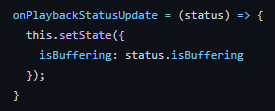 onPlaybackStatusUpdate = (status) => {
  this.setState({
    isBuffering: status.isBuffering
  });
}